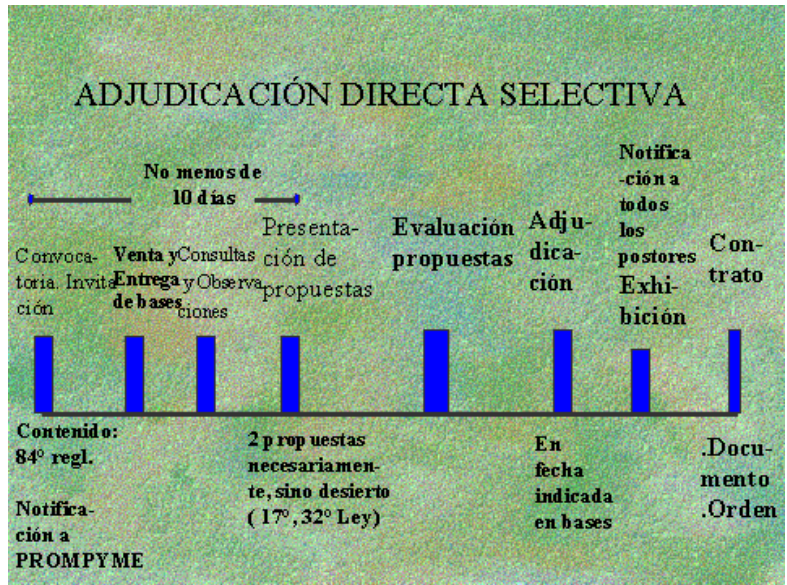 ADJUDICACIÓN DIRECTA SELECTIVA
No menos de
10 días
Convoca-
toria. Invita
ción
Venta y
Entrega
de bases
Consultas
y Observa
ciones
Presenta-
ción de
propuestas
Evaluación
propuestas
Adju-
dica-
ción
Notifica
-ción a
todos
los
postores
Exhi-
bición
Con-
trato
Contenido:
84º regl.
Notifica-
ción a
PROMPYME
2 propuestas
necesariamen-
te, sino desierto
( 17º, 32º Ley)
En
fecha
indicada
en bases
.Docu-
mento
.Orden